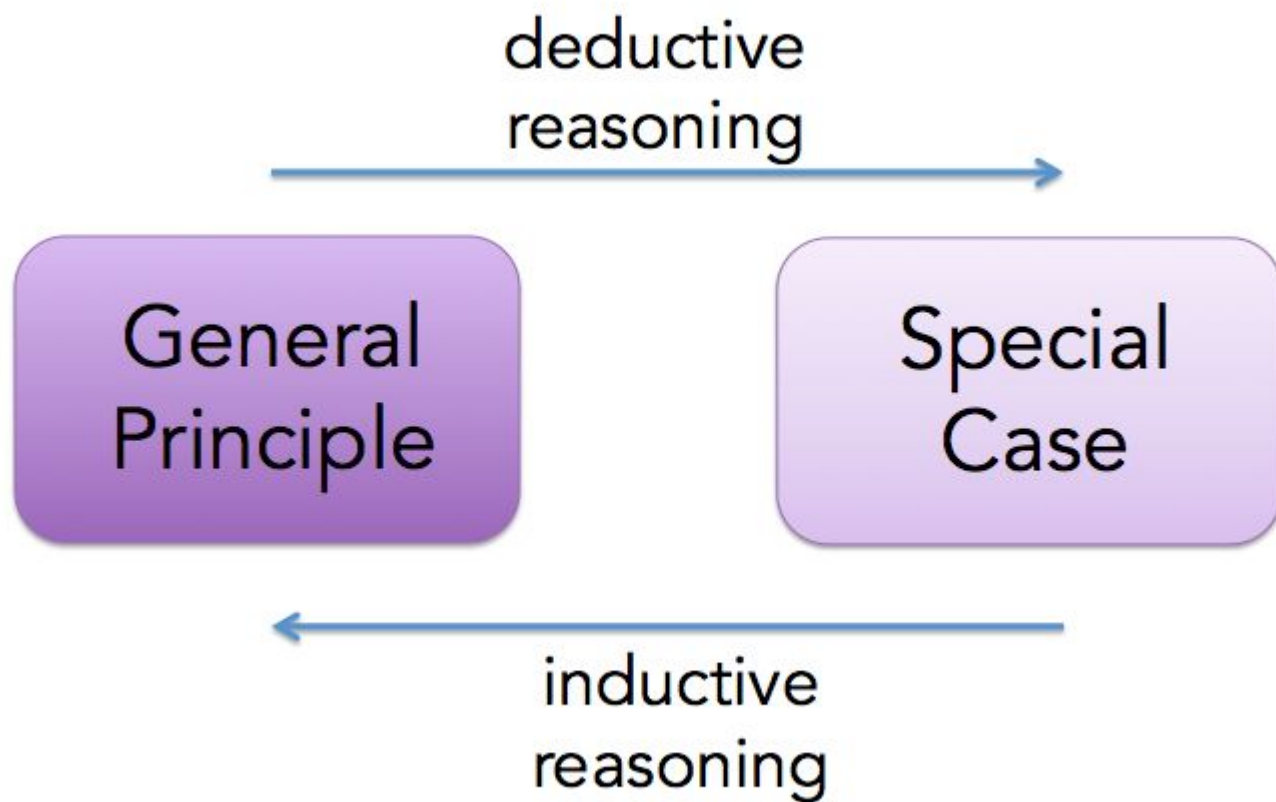 deductive
reasoning
General
Principle
Special
Case
inductive
reasoning